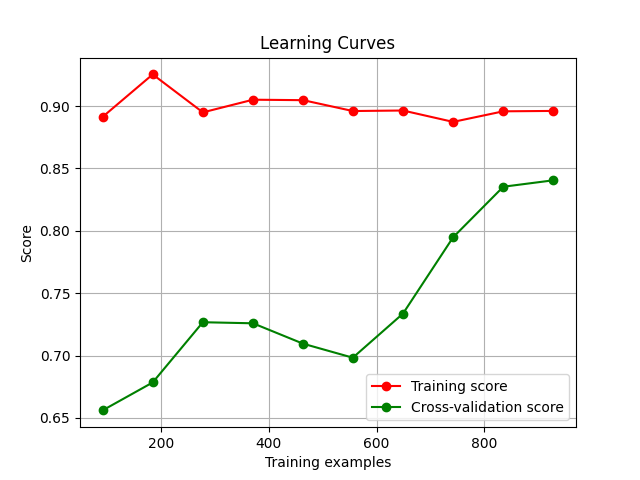 Learning Curves
0.90
0.85
0.80
0.75
0.70
0.65
Score
Training score
Cross-validation score
200
400
600
800
Training examples